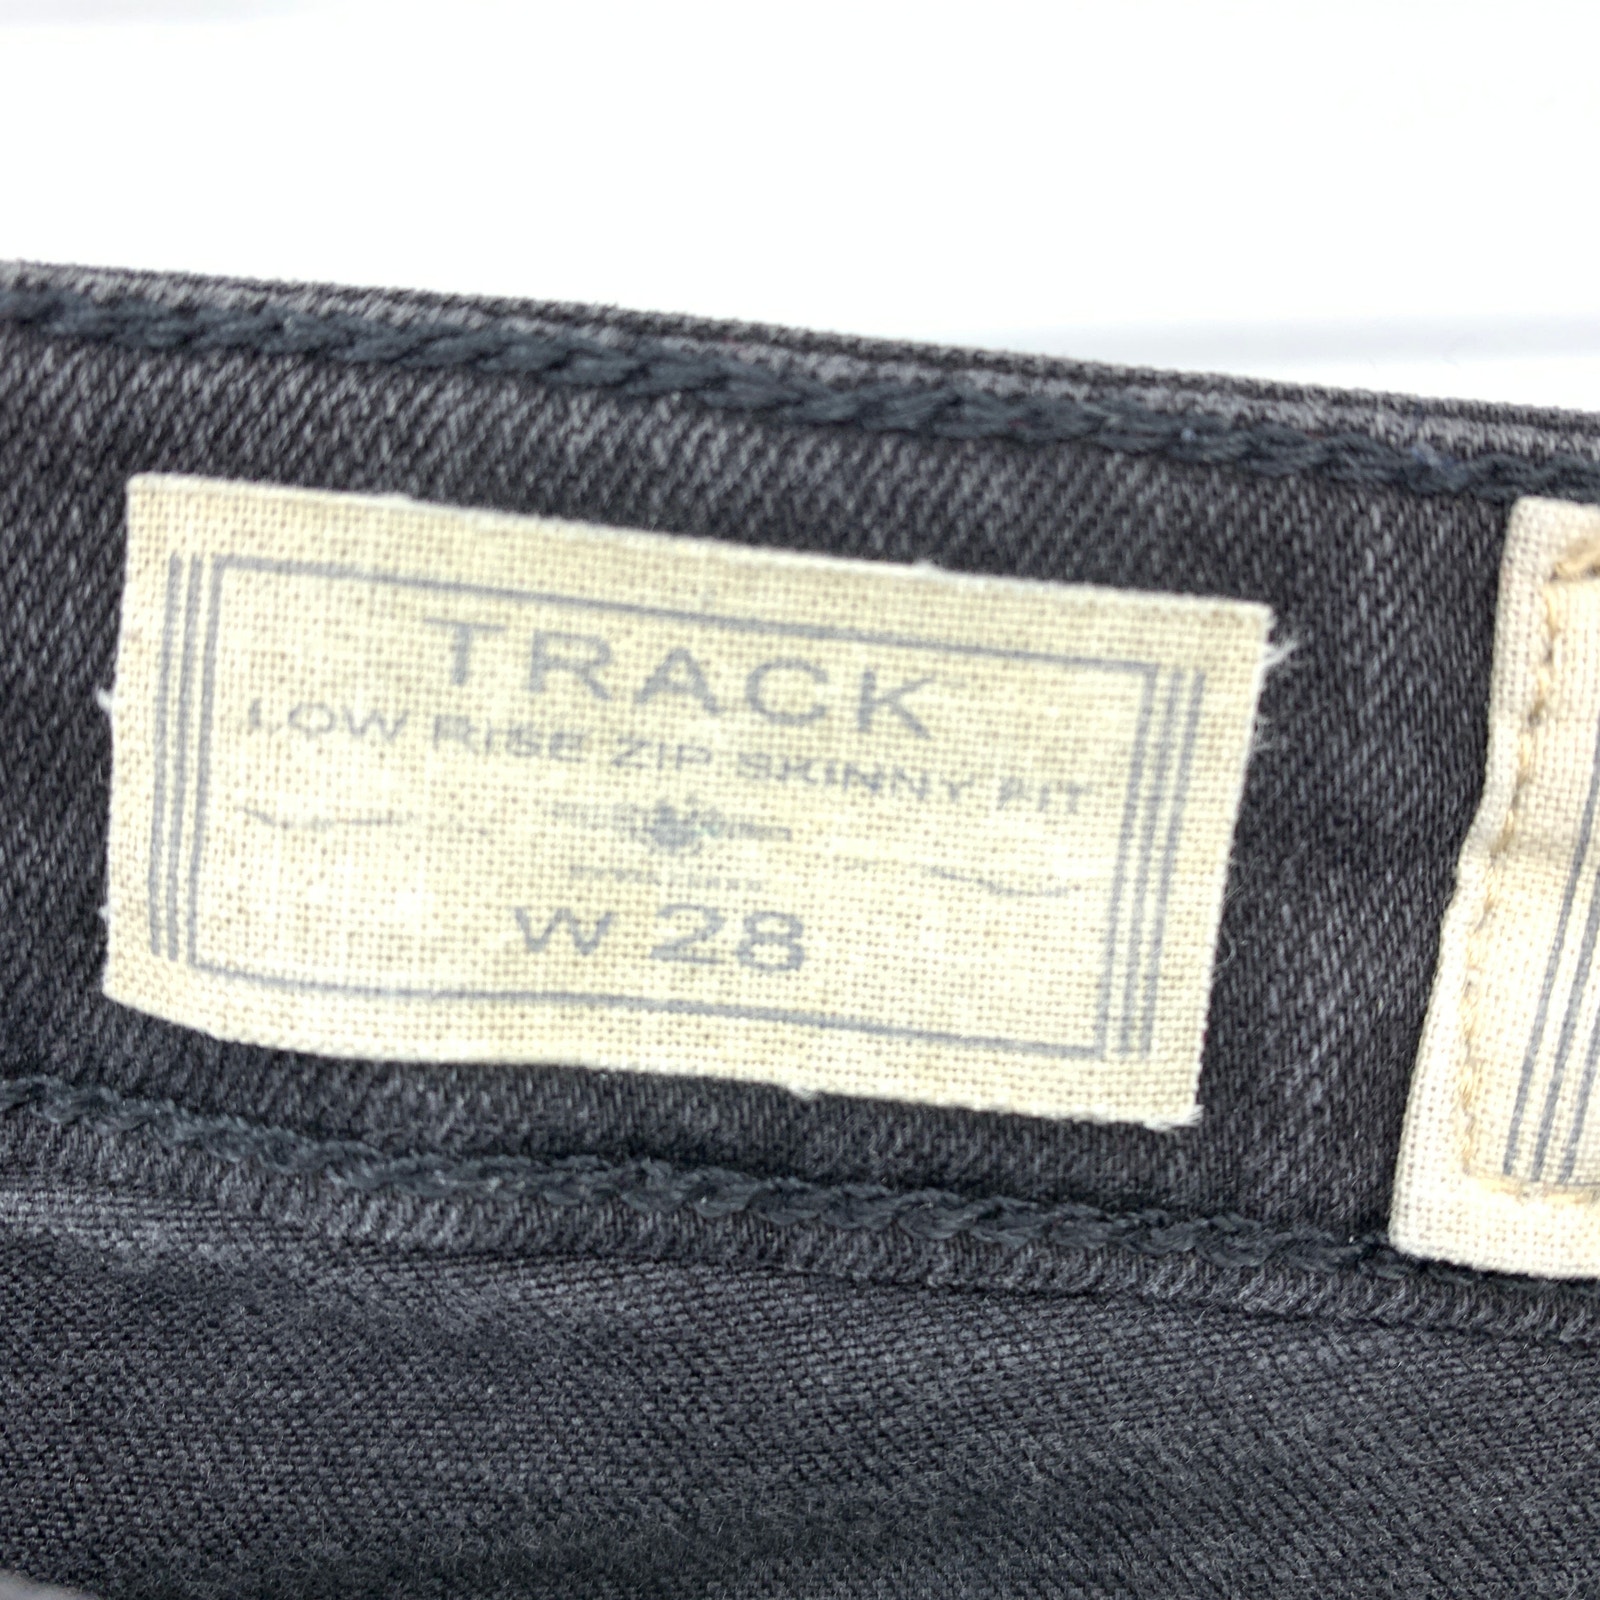 TRACK
LOW RISE ZIP SKINNY FIT
W 28